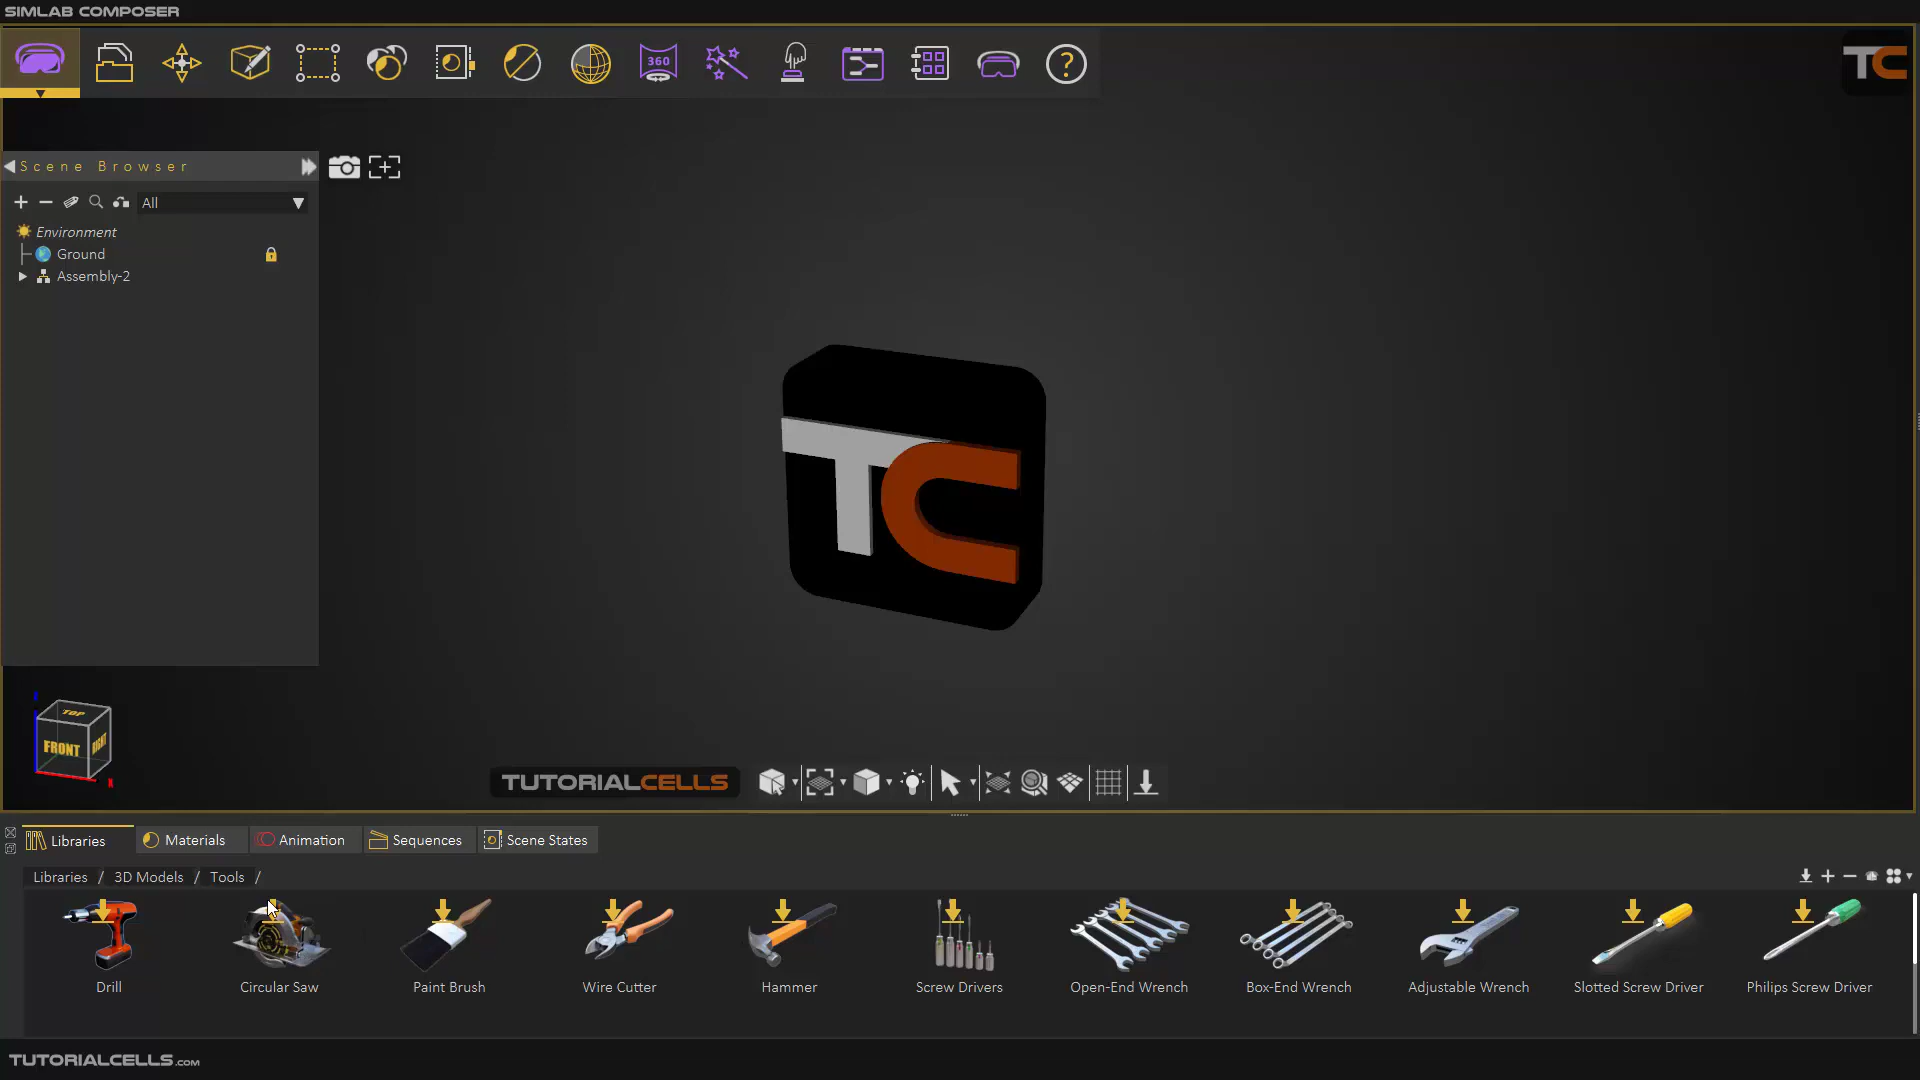 SIMLAB COMPOSER
360
?
TC
Scene Browser
All
Environment
Ground
Assembly-2
TC
TOP
FRONT
RIGHT
X
TUTORIALCELLS
Libraries
Materials
Animation
Sequences
Scene States
Libraries / 3D Models / Tools /
Drill
Circular Saw
Paint Brush
Wire Cutter
Hammer
Screw Drivers
Open-End Wrench
Box-End Wrench
Adjustable Wrench
Slotted Screw Driver
Philips Screw Driver
TUTORIALCELLS.COM